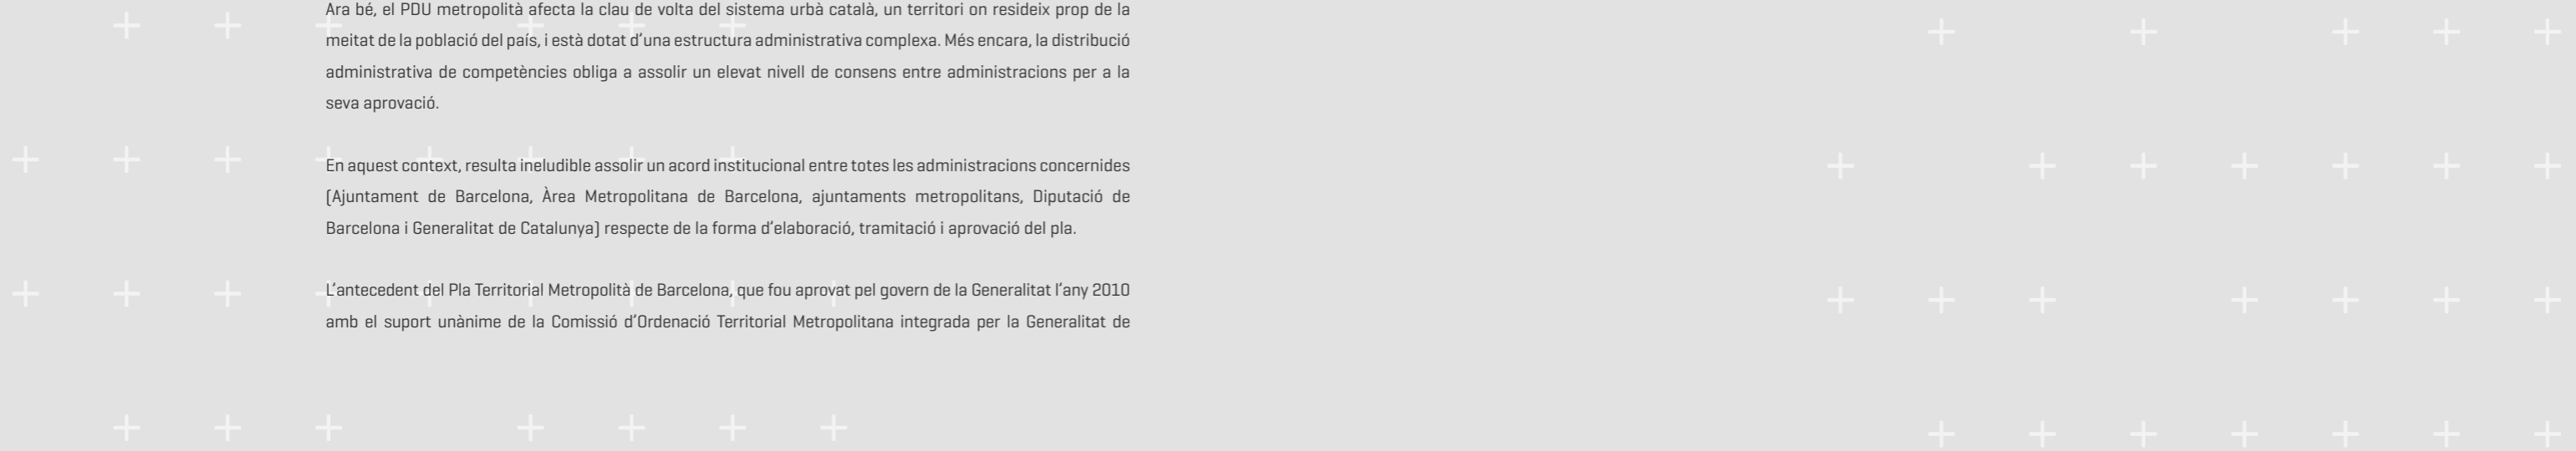 Ara bé, el PDU metropolità afecta la clau de volta del sistema urbà català, un territori on resideix prop de la
meitat de la població del país, i està dotat d'una estructura administrativa complexa. Més encara, la distribució
administrativa de competències obliga a assolir un elevat nivell de consens entre administracions per a la
seva aprovació.
En aquest context, resulta ineludible assolir un acord institucional entre totes les administracions concernides
(Ajuntament de Barcelona, Àrea Metropolitana de Barcelona, ajuntaments metropolitans, Diputació de
Barcelona i Generalitat de Catalunya) respecte de la forma d'elaboració, tramitació i aprovació del pla.
L'antecedent del Pla Territorial Metropolità de Barcelona, que fou aprovat pel govern de la Generalitat l'any 2010
amb el suport unànime de la Comissió d'Ordenació Territorial Metropolitana integrada per la Generalitat de